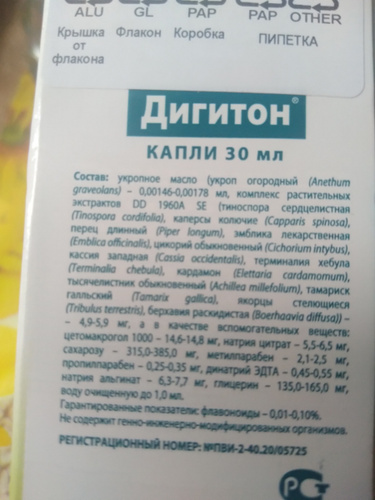 ALU GL PAP PAP OTHER
Крышка от флакона
Флакон
Коробка
ПИПЕТКА
Дигитон®
КАПЛИ 30 мл
Состав: укропное масло (укроп огородный (Anethum
graveolans) – 0,00146-0,00178 мл, комплекс растительных
экстрактов DD 1960A SE (тиноспора сердцелистная
(Tinospora cordifolia), каперсы колючие (Capparis spinosa),
перец длинный (Piper longum), эмблика лекарственная
(Emblica officinalis), цикорий обыкновенный (Cichorium intybus),
кассия западная (Cassia occidentalis), терминалия хебула
(Terminalia chebula), кардамон (Elettaria cardamomum),
тысячелистник обыкновенный (Achillea millefolium), тамариск
галльский (Tamarix gallica), якорцы стелющиеся
(Tribulus terrestris), берхавия раскидистая (Boerhaavia diffusa)) –
– 4,9-5,9 мг, а в качестве вспомогательных веществ:
цетомакрогол 1000 - 14,6-14,8 мг, натрия цитрат – 5,5-6,5 мг,
сахарозу – 315,0-385,0 мг, метилпарабен – 2,1-2,5 мг,
пропилпарабен – 0,25-0,35 мг, динатрий ЭДТА – 0,45-0,55 мг,
натрия альгинат – 6,3-7,7 мг, глицерин – 135,0-165,0 мг,
воду очищенную до 1,0 мл.
Гарантированные показатели: флавоноиды – 0,01-0,10%.
Не содержит генно-инженерно-модифицированных организмов.
РЕГИСТРАЦИОННЫЙ НОМЕР: №ПВИ-2-40.20/05725